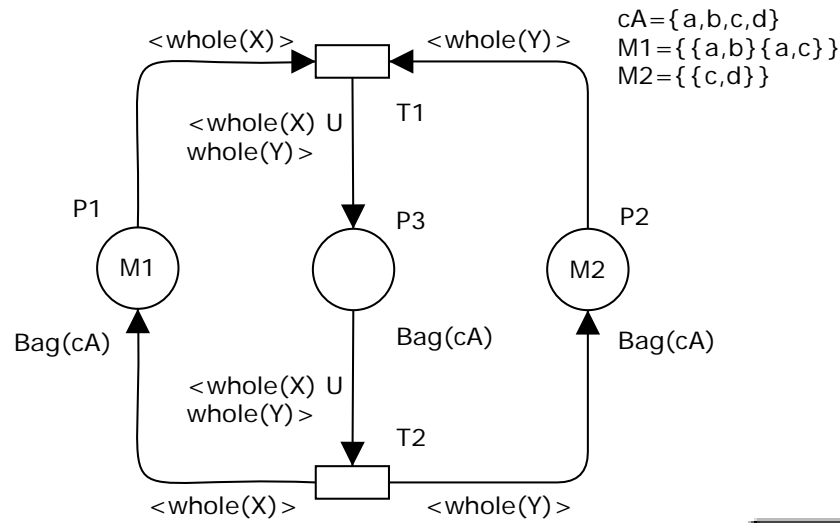 <whole(X)>
<whole(Y)>
cA={a,b,c,d}
M1={{a,b}{a,c}}
M2={{c,d}}
T1
<whole(X) U
whole(Y)>
P1
P3
P2
M1
M2
Bag(cA)
Bag(cA)
Bag(cA)
<whole(X) U
whole(Y)>
T2
<whole(X)>
<whole(Y)>